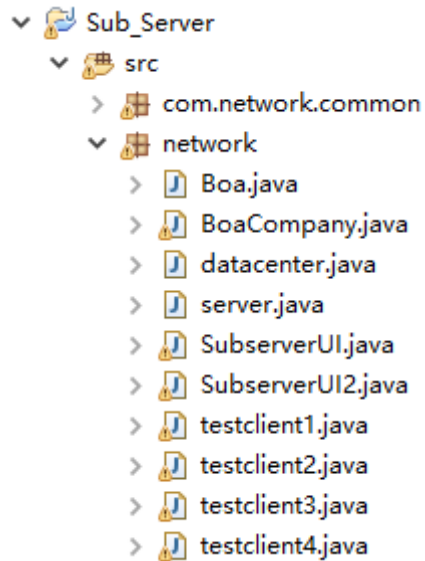 Sub_Server
src
com.network.common
network
Boa.java
BoaCompany.java
datacenter.java
server.java
SubserverUI.java
SubserverUI2.java
testclient1.java
testclient2.java
testclient3.java
testclient4.java